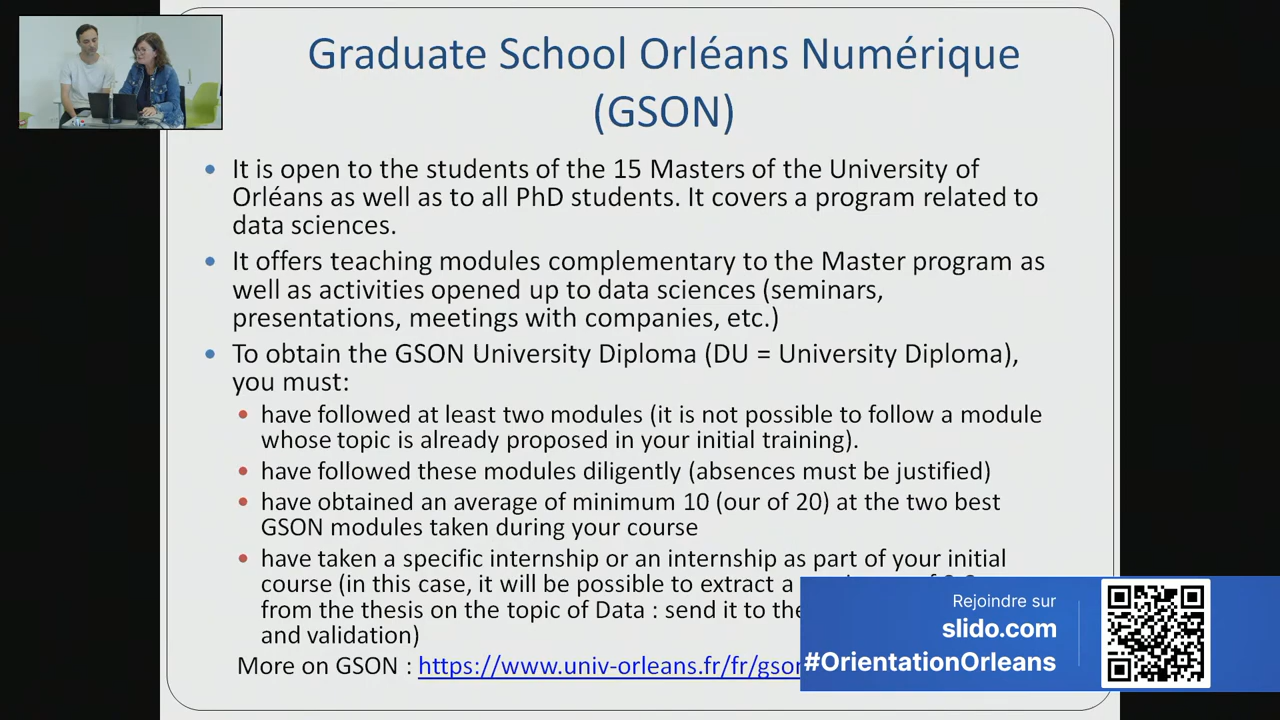 Graduate School Orléans Numérique
(GSON)
It is open to the students of the 15 Masters of the University of
Orléans as well as to all PhD students. It covers a program related to
data sciences.
It offers teaching modules complementary to the Master program as
well as activities opened up to data sciences (seminars,
presentations, meetings with companies, etc.)
To obtain the GSON University Diploma (DU = University Diploma),
you must:
have followed at least two modules (it is not possible to follow a module
whose topic is already proposed in your initial training).
have followed these modules diligently (absences must be justified)
have obtained an average of minimum 10 (our of 20) at the two best
GSON modules taken during your course
have taken a specific internship or an internship as part of your initial
course (in this case, it will be possible to extract a
from the thesis on the topic of Data : send it to the
and validation)
More on GSON : https://www.univ-orleans.fr/fr/gson
Rejoindre sur
slido.com
#OrientationOrleans